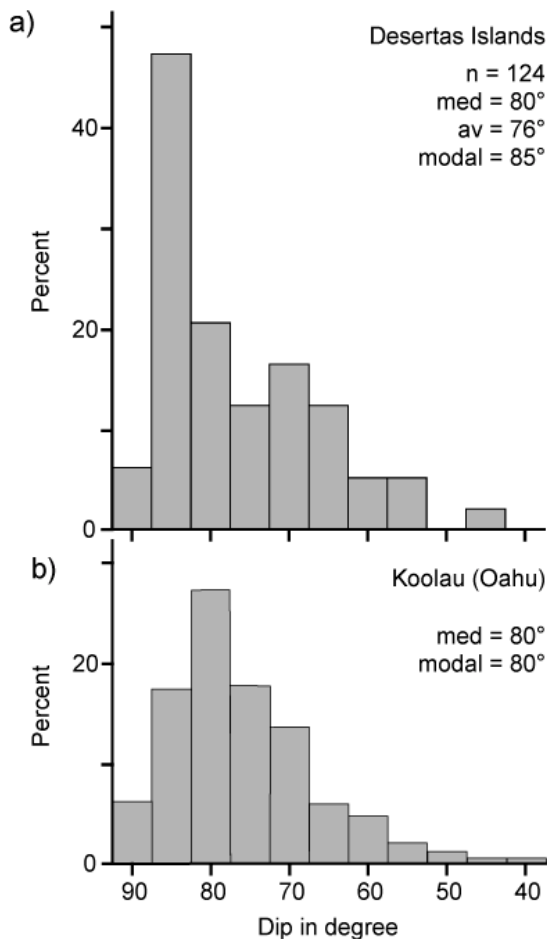 a)
Desertas Islands
n = 124
med = 80°
av = 76°
modal = 85°
Percent
40
20
0
b)
Koolau (Oahu)
med = 80°
modal = 80°
Percent
20
0
90 80 70 60 50 40
Dip in degree